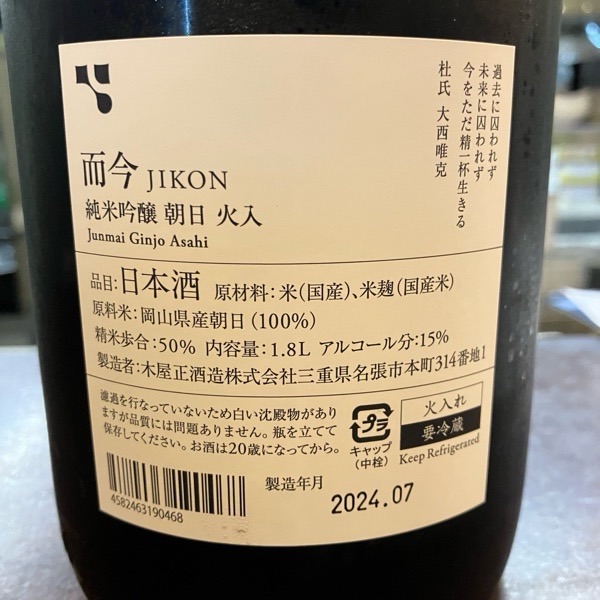 過去に囚われず
未来に囚われず
今をただ精一杯生きる
杜氏 大西唯克
而今 JIKON
純米吟醸 朝日 火入
Junmai Ginjo Asahi
品目:日本酒 原材料:米(国産)、米麹(国産米)
原料米:岡山県産朝日(100%)
精米歩合:50% 内容量:1.8L アルコール分:15%
製造者:木屋正酒造株式会社三重県名張市本町314番地1
濾過を行なっていないため白い沈殿物があり
ますが品質には問題ありません。瓶を立てて
保存してください。お酒は20歳になってから。
プラ
キャップ
(中栓)
火入れ
要冷蔵
Keep Refrigerated
4582463190468
製造年月
2024.07